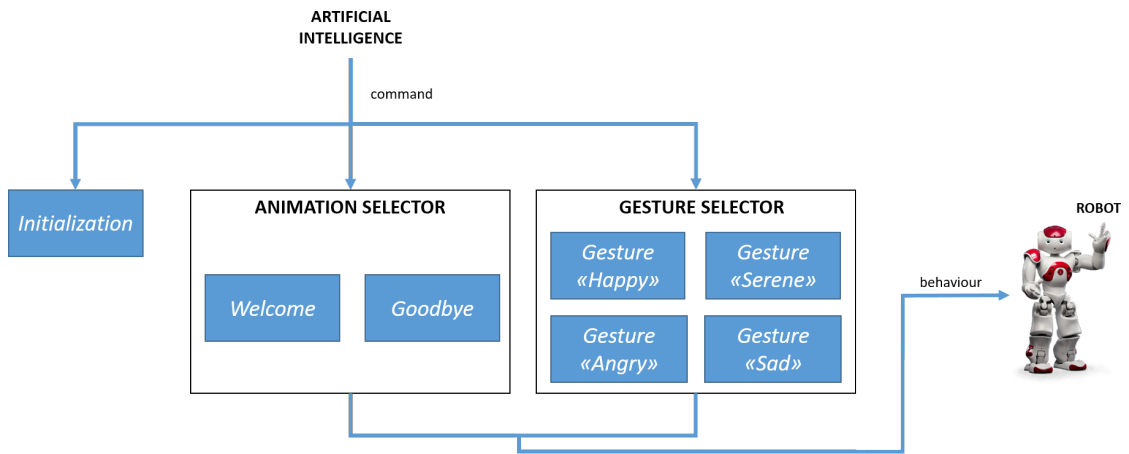 ARTIFICIAL
INTELLIGENCE
command
Initialization
ANIMATION SELECTOR
Welcome
Goodbye
GESTURE SELECTOR
Gesture
«Happy»
Gesture
«Serene»
Gesture
«Angry»
Gesture
«Sad»
behaviour
ROBOT